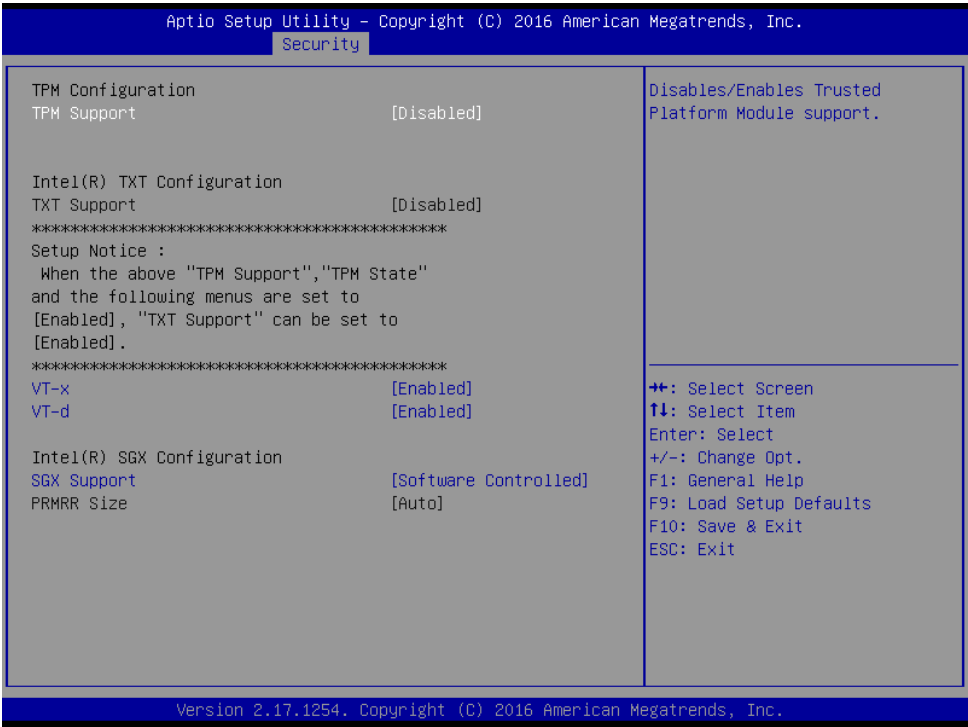 Aptio Setup Utility – Copyright (C) 2016 American Megatrends, Inc.
Security
TPM Configuration
TPM Support [Disabled]
Intel(R) TXT Configuration
TXT Support [Disabled]
*********************************************
Setup Notice :
When the above "TPM Support","TPM State"
and the following menus are set to
[Enabled], "TXT Support" can be set to
[Enabled].
*********************************************
VT-x [Enabled]
VT-d [Enabled]
Intel(R) SGX Configuration
SGX Support [Software Controlled]
PRMRR Size [Auto]
Disables/Enables Trusted
Platform Module support.
→←: Select Screen
↑↓: Select Item
Enter: Select
+/-: Change Opt.
F1: General Help
F9: Load Setup Defaults
F10: Save & Exit
ESC: Exit
Version 2.17.1254. Copyright (C) 2016 American Megatrends, Inc.